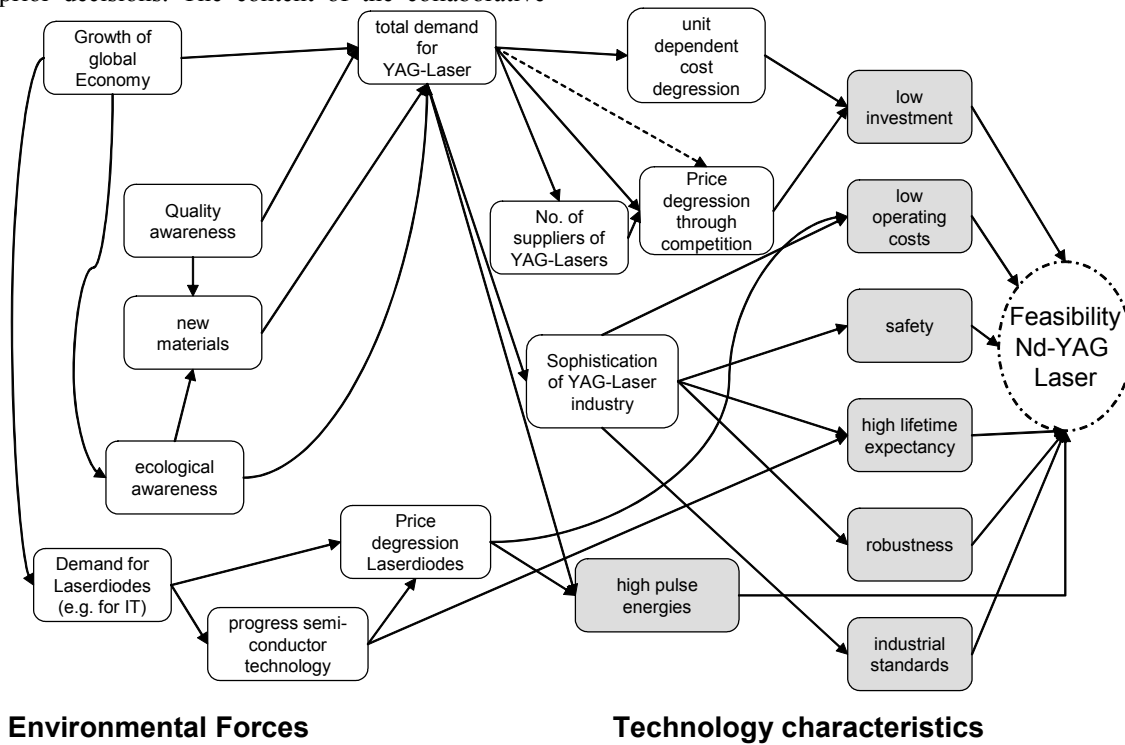 prior decisions. The content of the collaborative
Growth of
global
Economy
total demand
for
YAG-Laser
unit
dependent
cost
degression
low
investment
Quality
awareness
No. of
suppliers of
YAG-Lasers
Price
degression
through
competition
low
operating
costs
new
materials
safety
Feasibility
Nd-YAG
Laser
Sophistication
of YAG-Laser
industry
high lifetime
expectancy
ecological
awareness
Price
degression
Laserdiodes
robustness
Demand for
Laserdiodes
(e.g. for IT)
high pulse
energies
progress semi-
conductor
technology
industrial
standards
Environmental Forces
Technology characteristics